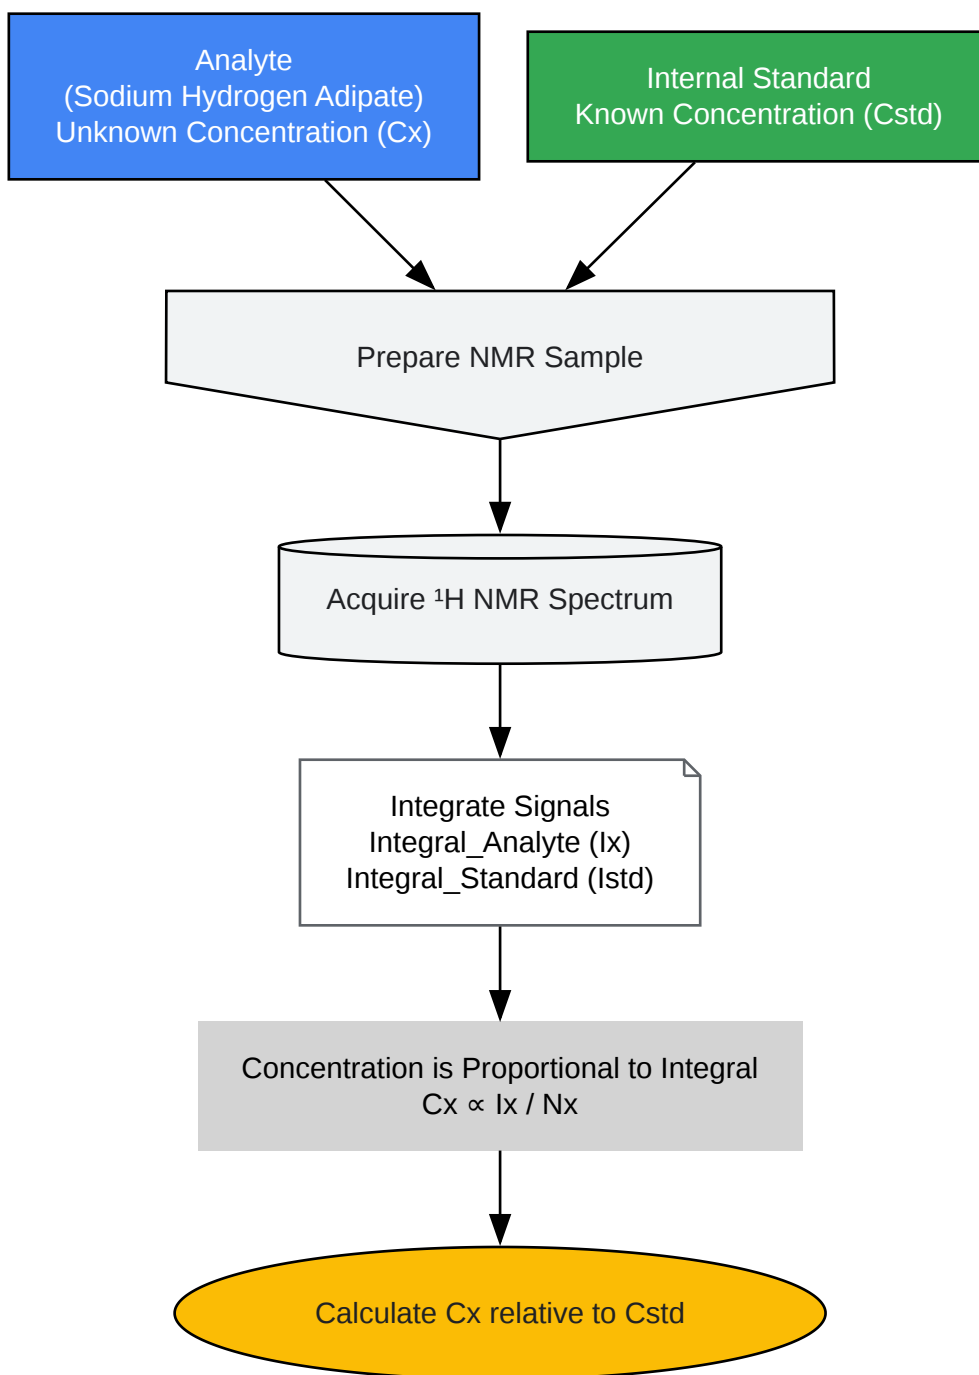 Analyte
(Sodium Hydrogen Adipate)
Unknown Concentration (Cx)
Internal Standard
Known Concentration (Cstd)
Prepare NMR Sample
Acquire ¹H NMR Spectrum
Integrate Signals
Integral_Analyte (Ix)
Integral_Standard (Istd)
Concentration is Proportional to Integral
Cx ∝ Ix / Nx
Calculate Cx relative to Cstd